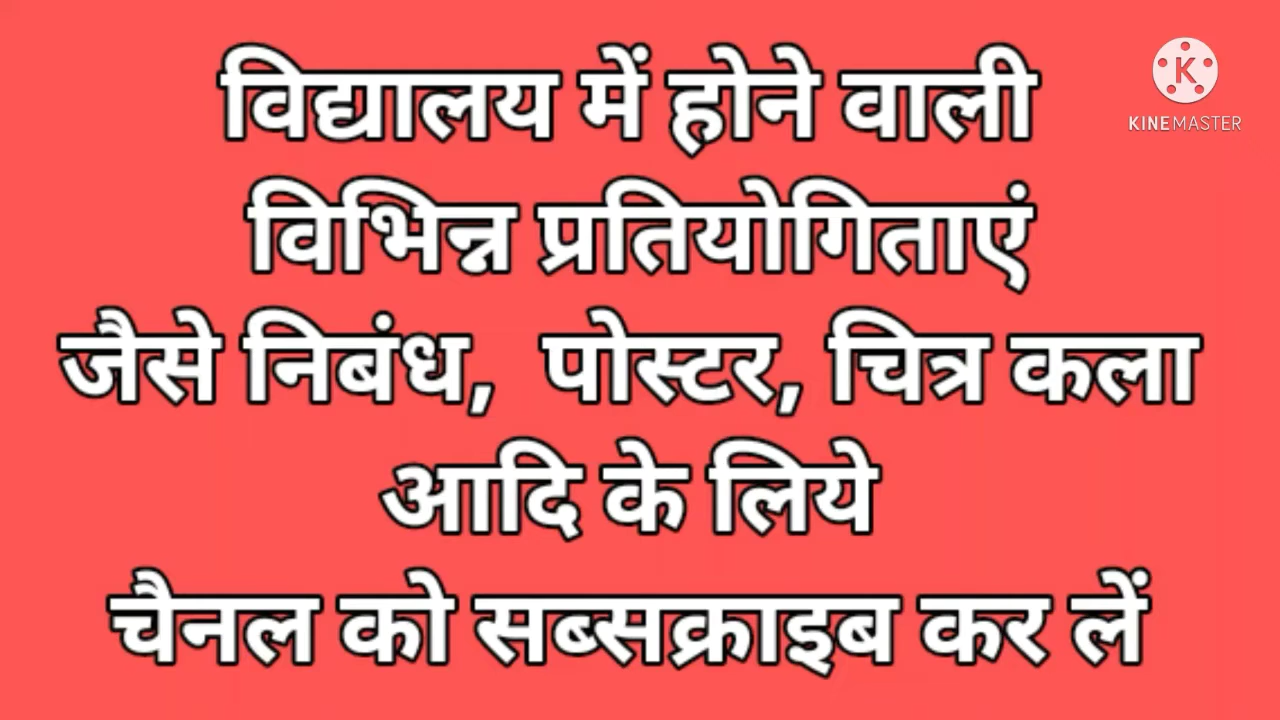 विद्यालय में होने वाली
विभिन्न प्रतियोगिताएं
जैसे निबंध, पोस्टर, चित्र कला
आदि के लिये
चैनल को सब्सक्राइब कर लें
K
KINEMASTER